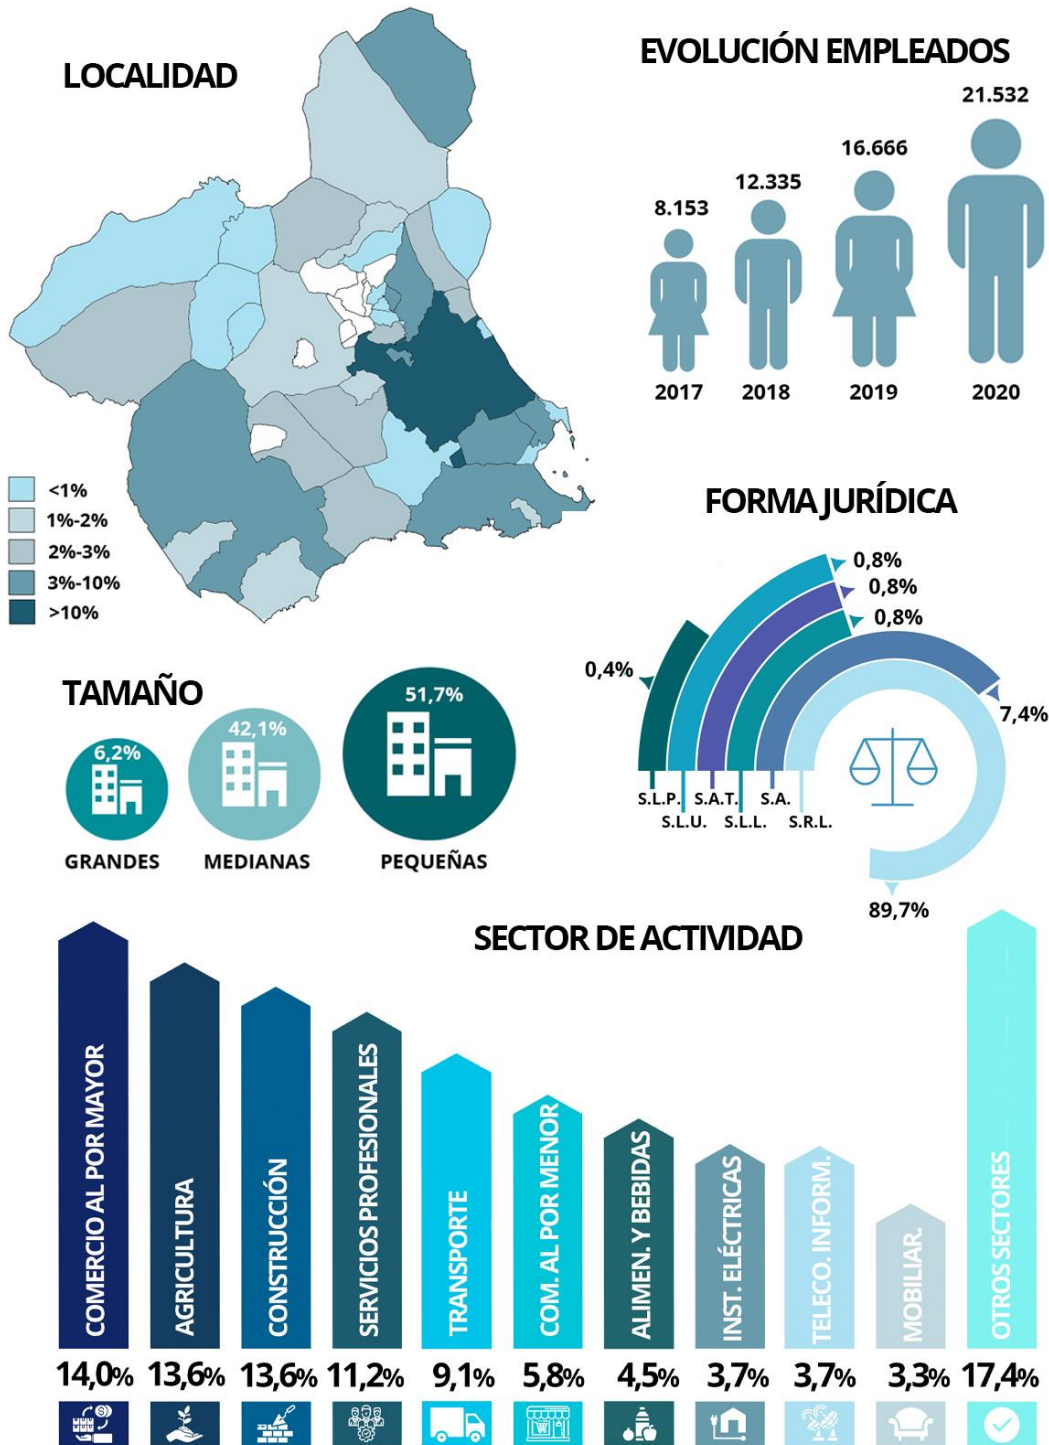 LOCALIDAD
<1%
1%-2%
2%-3%
3%-10%
>10%
EVOLUCIÓN EMPLEADOS
8.153
12.335
16.666
21.532
2017
2018
2019
2020
FORMA JURÍDICA
0,8%
0,8%
0,8%
0,4%
7,4%
S.L.P.
S.A.T.
S.A.
S.L.U.
S.L.L.
S.R.L.
89,7%
TAMAÑO
6,2%
42,1%
51,7%
GRANDES
MEDIANAS
PEQUEÑAS
SECTOR DE ACTIVIDAD
COMERCIO AL POR MAYOR
AGRICULTURA
CONSTRUCCIÓN
SERVICIOS PROFESIONALES
TRANSPORTE
COM. AL POR MENOR
ALIMEN. Y BEBIDAS
INST. ELÉCTRICAS
TELECO. INFORM.
MOBILIAR.
OTROS SECTORES
14,0%
13,6%
13,6%
11,2%
9,1%
5,8%
4,5%
3,7%
3,7%
3,3%
17,4%